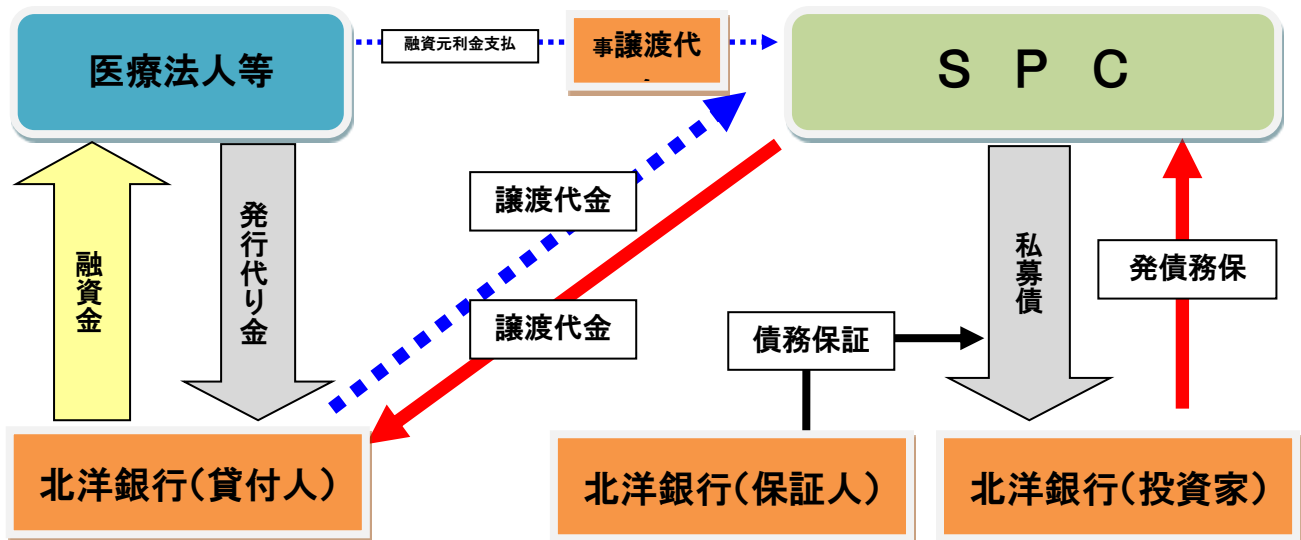 医療法人等
融資元利金支払
事譲渡代
S P C
譲渡代金
発行代り金
融資金
私募債
発債務保
譲渡代金
債務保証
北洋銀行(貸付人)
北洋銀行(保証人)
北洋銀行(投資家)